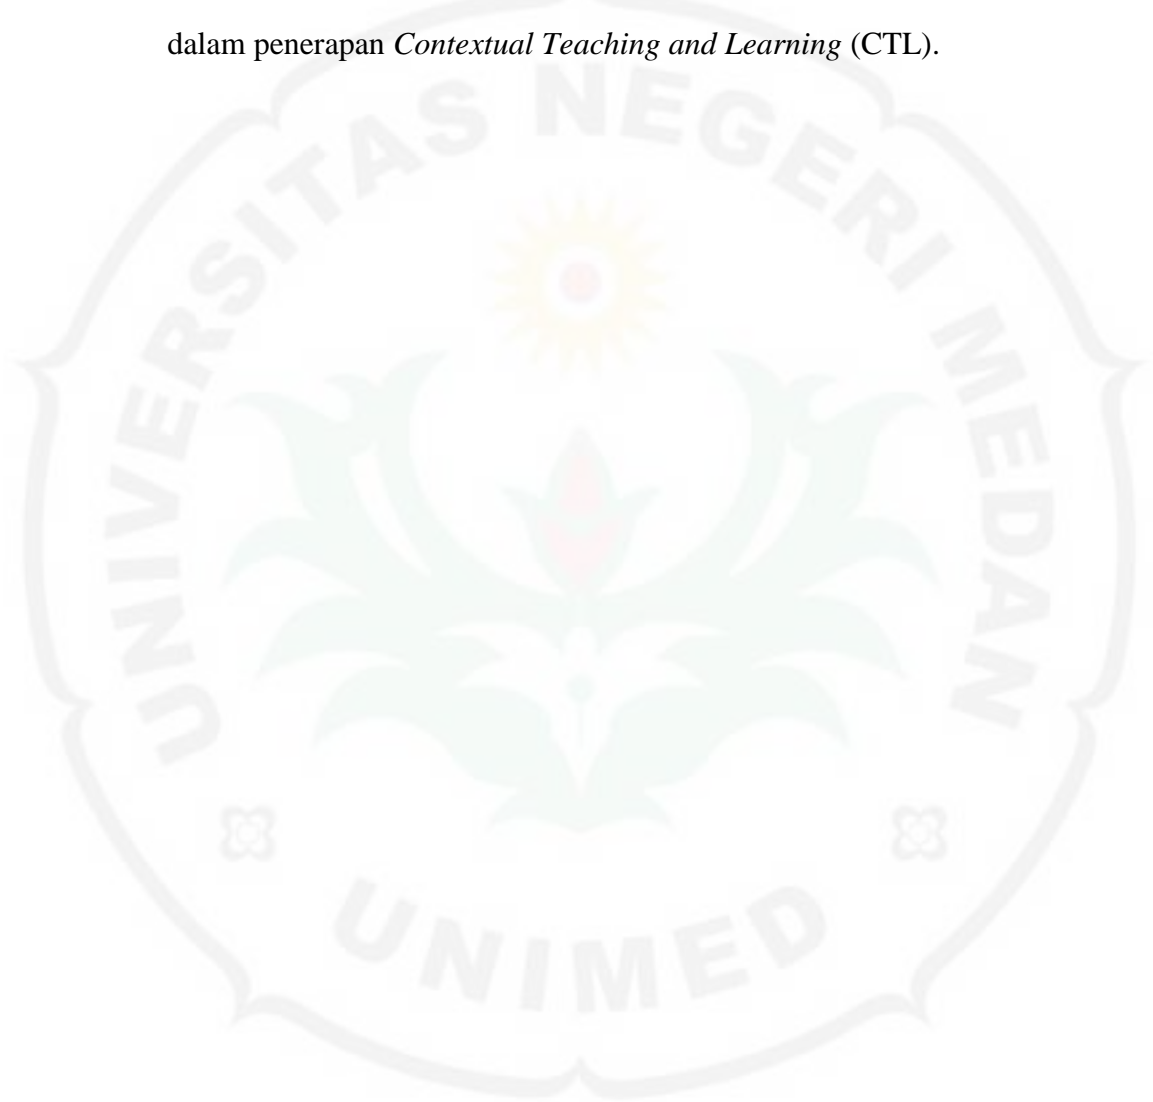 dalam penerapan Contextual Teaching and Learning (CTL).
UNIVERSITAS NEGERI MEDAN
UNIMED